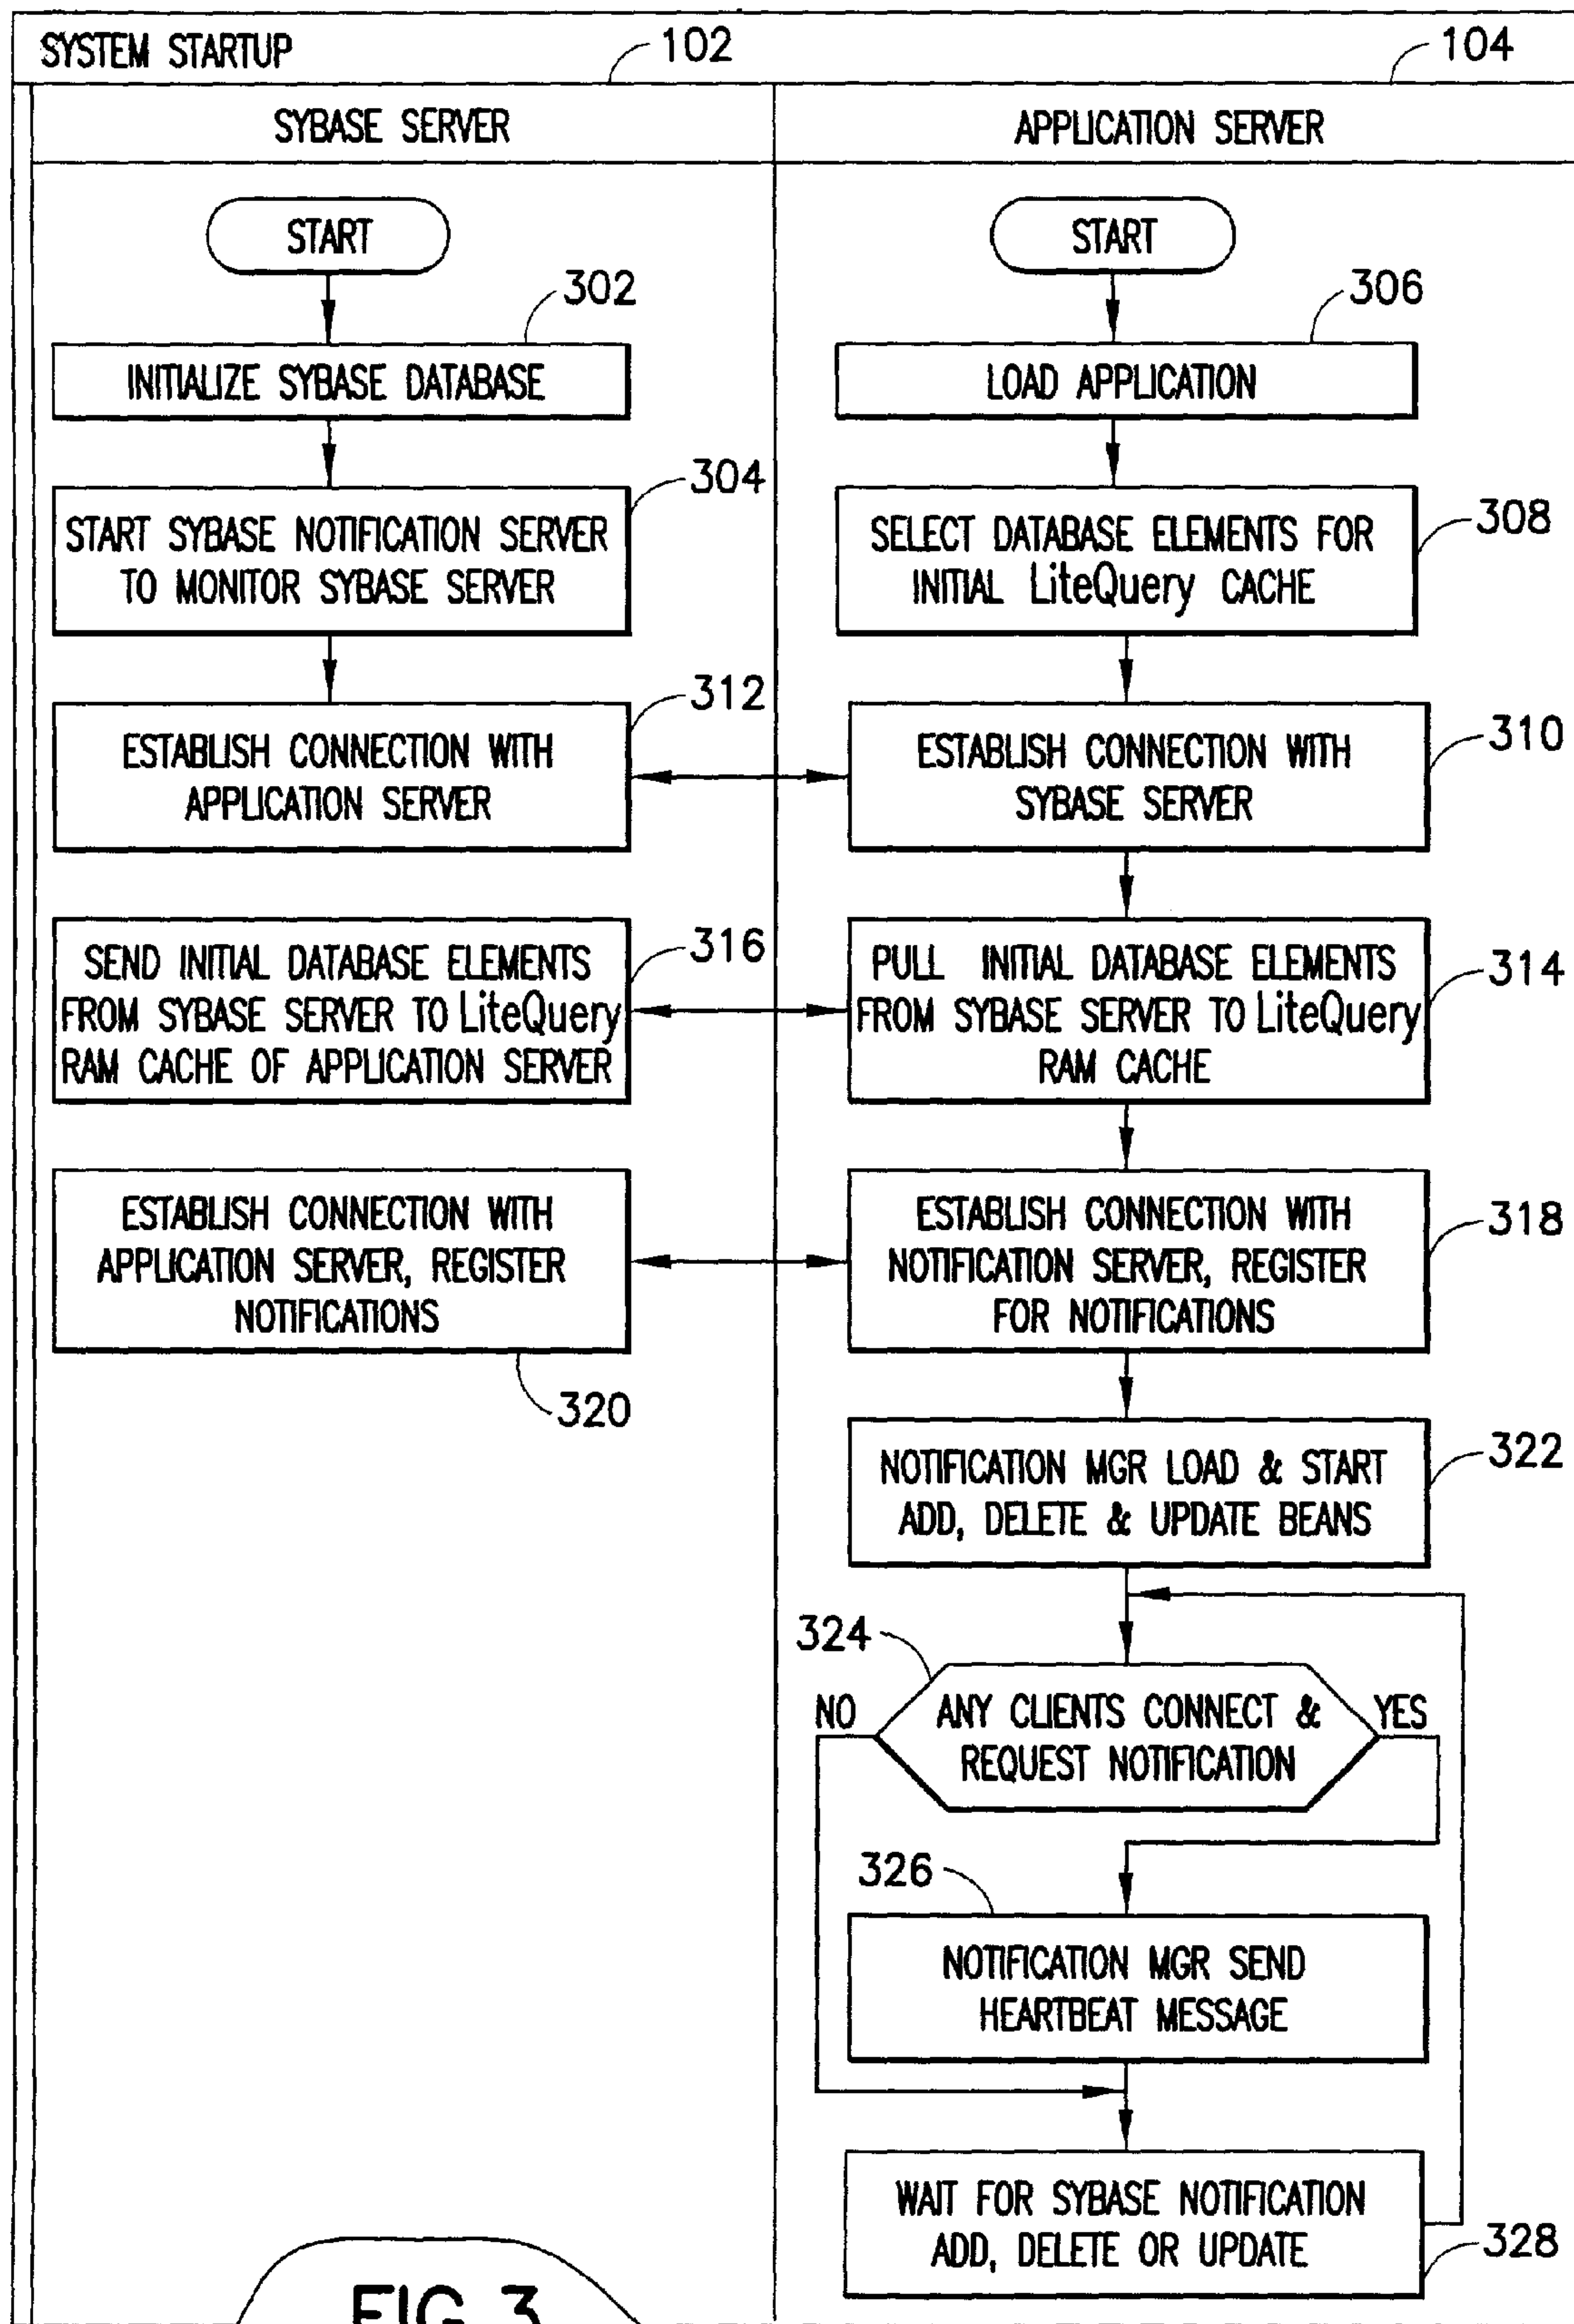 SYSTEM STARTUP
102
104
SYBASE SERVER
APPLICATION SERVER
START
302
INITIALIZE SYBASE DATABASE
304
START SYBASE NOTIFICATION SERVER
TO MONITOR SYBASE SERVER
312
ESTABLISH CONNECTION WITH
APPLICATION SERVER
316
SEND INITIAL DATABASE ELEMENTS
FROM SYBASE SERVER TO LiteQuery
RAM CACHE OF APPLICATION SERVER
ESTABLISH CONNECTION WITH
APPLICATION SERVER, REGISTER
NOTIFICATIONS
320
START
306
LOAD APPLICATION
SELECT DATABASE ELEMENTS FOR
INITIAL LiteQuery CACHE
308
ESTABLISH CONNECTION WITH
SYBASE SERVER
310
PULL INITIAL DATABASE ELEMENTS
FROM SYBASE SERVER TO LiteQuery
RAM CACHE
314
ESTABLISH CONNECTION WITH
NOTIFICATION SERVER, REGISTER
FOR NOTIFICATIONS
318
NOTIFICATION MGR LOAD & START
ADD, DELETE & UPDATE BEANS
322
324
NO
ANY CLIENTS CONNECT &
REQUEST NOTIFICATION
YES
326
NOTIFICATION MGR SEND
HEARTBEAT MESSAGE
WAIT FOR SYBASE NOTIFICATION
ADD, DELETE OR UPDATE
328
FIG.3